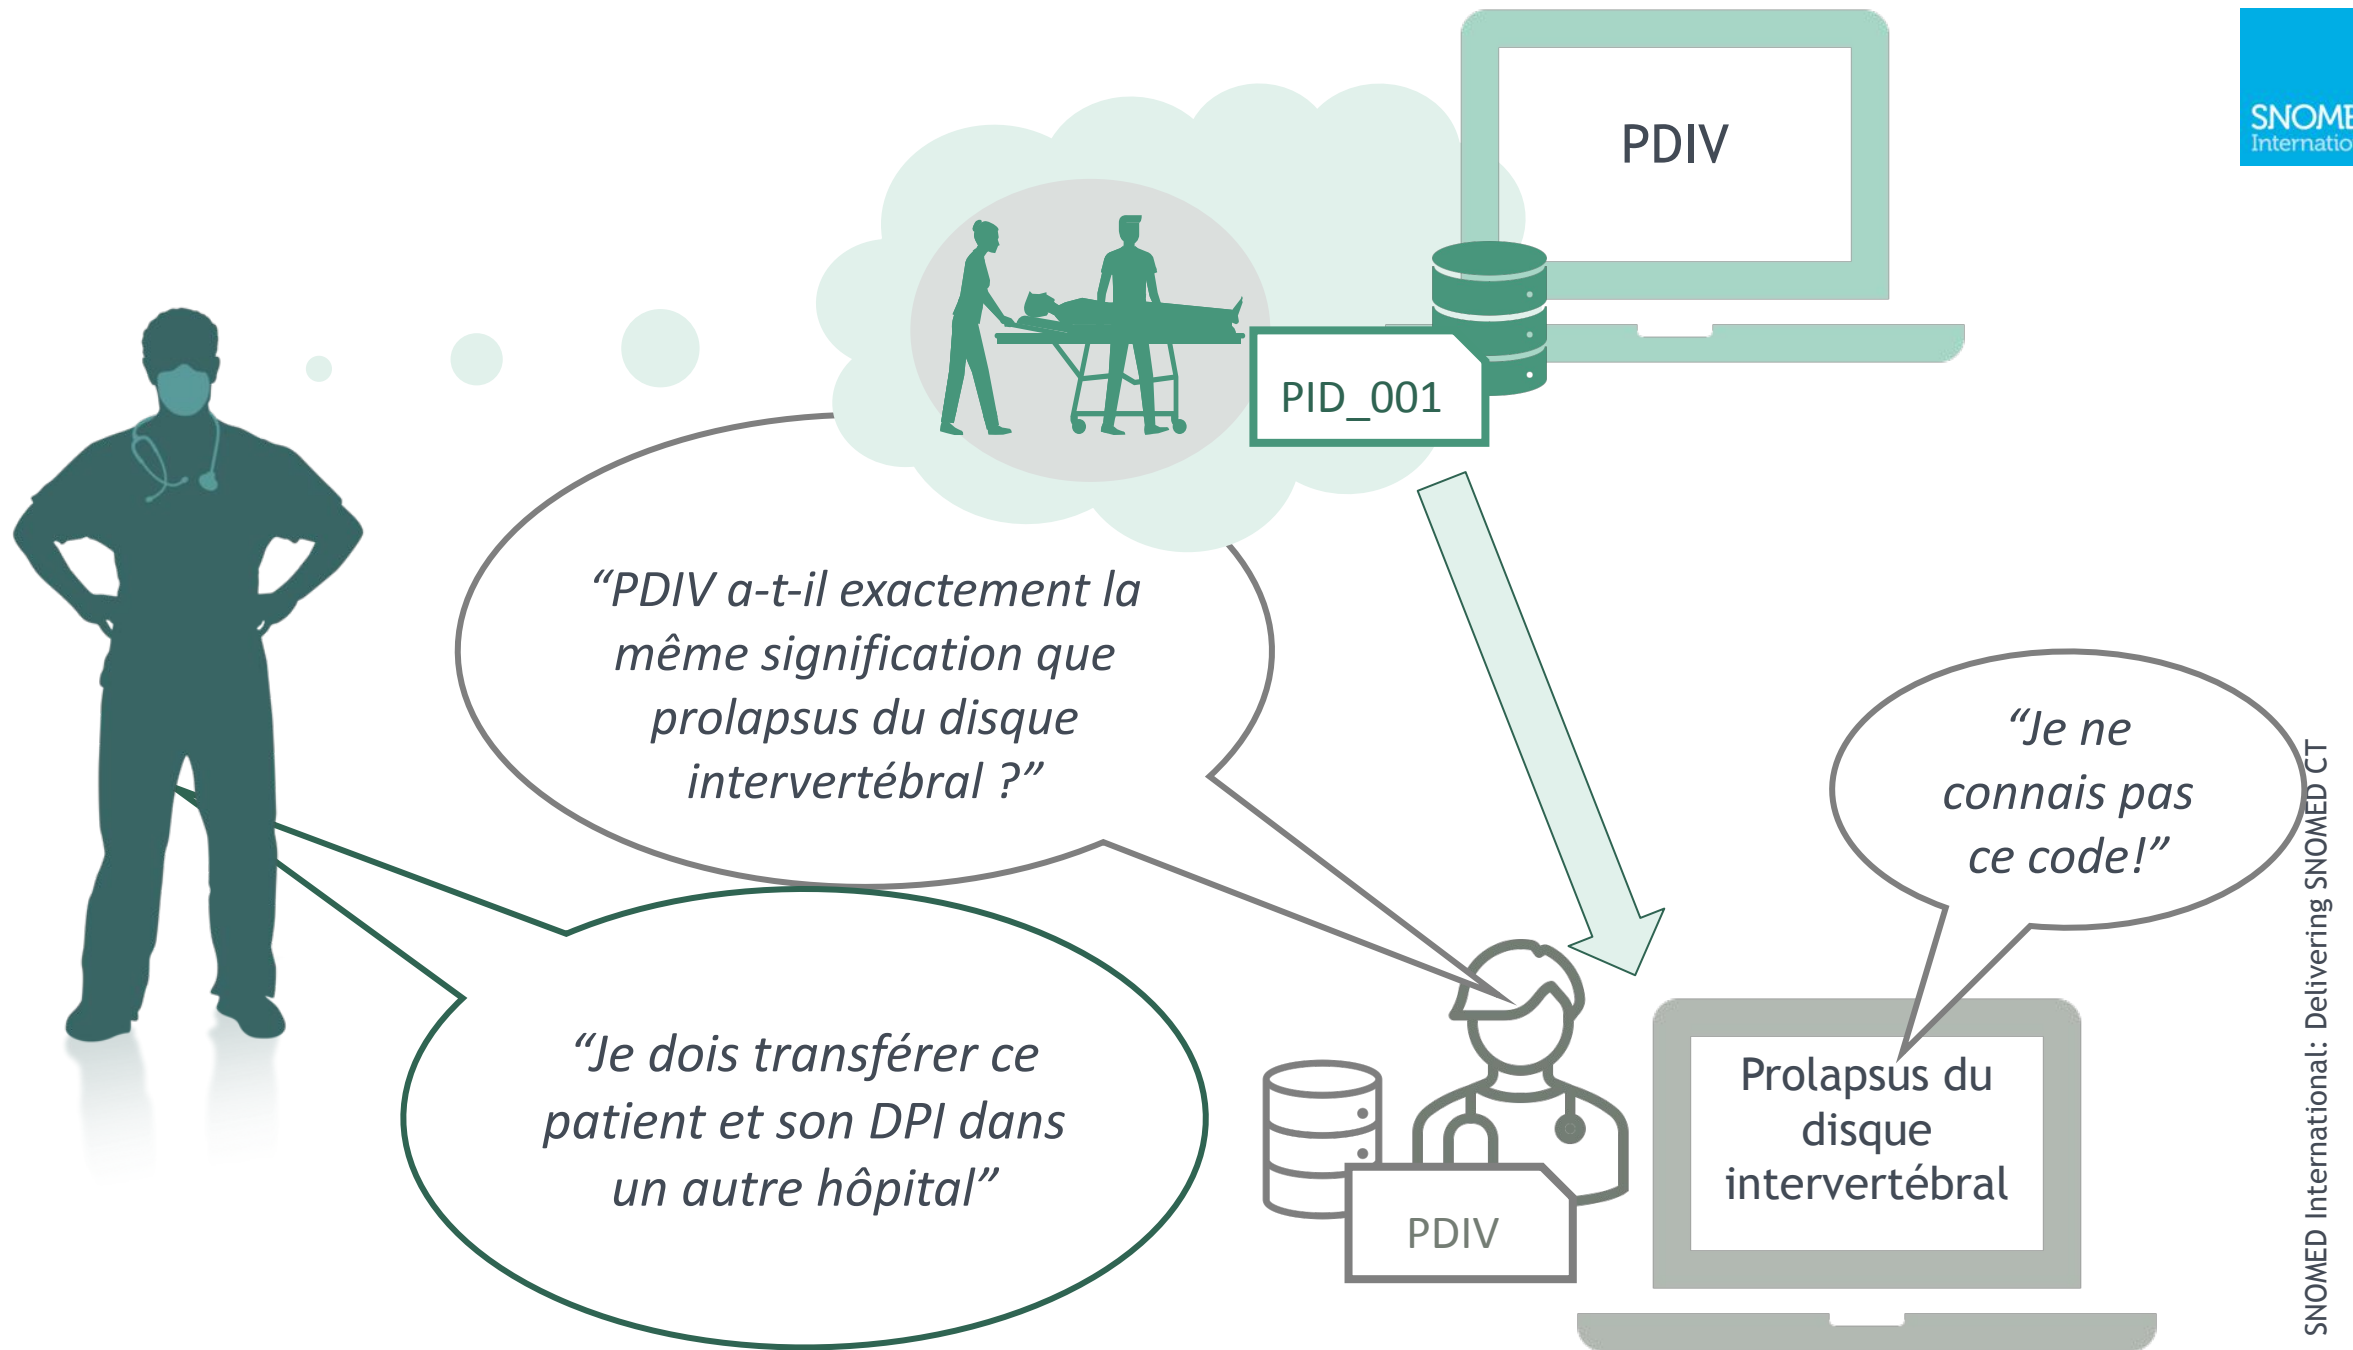 PDIV
SNOME
Internatio
PID_001
“PDIV a-t-il exactement la
même signification que
prolapsus du disque
intervertébral ?”
“Je ne
connais pas
ce code!”
“Je dois transférer ce
patient et son DPI dans
un autre hôpital”
Prolapsus du
disque
intervertébral
PDIV
SNOMED International: Delivering SNOMED CT